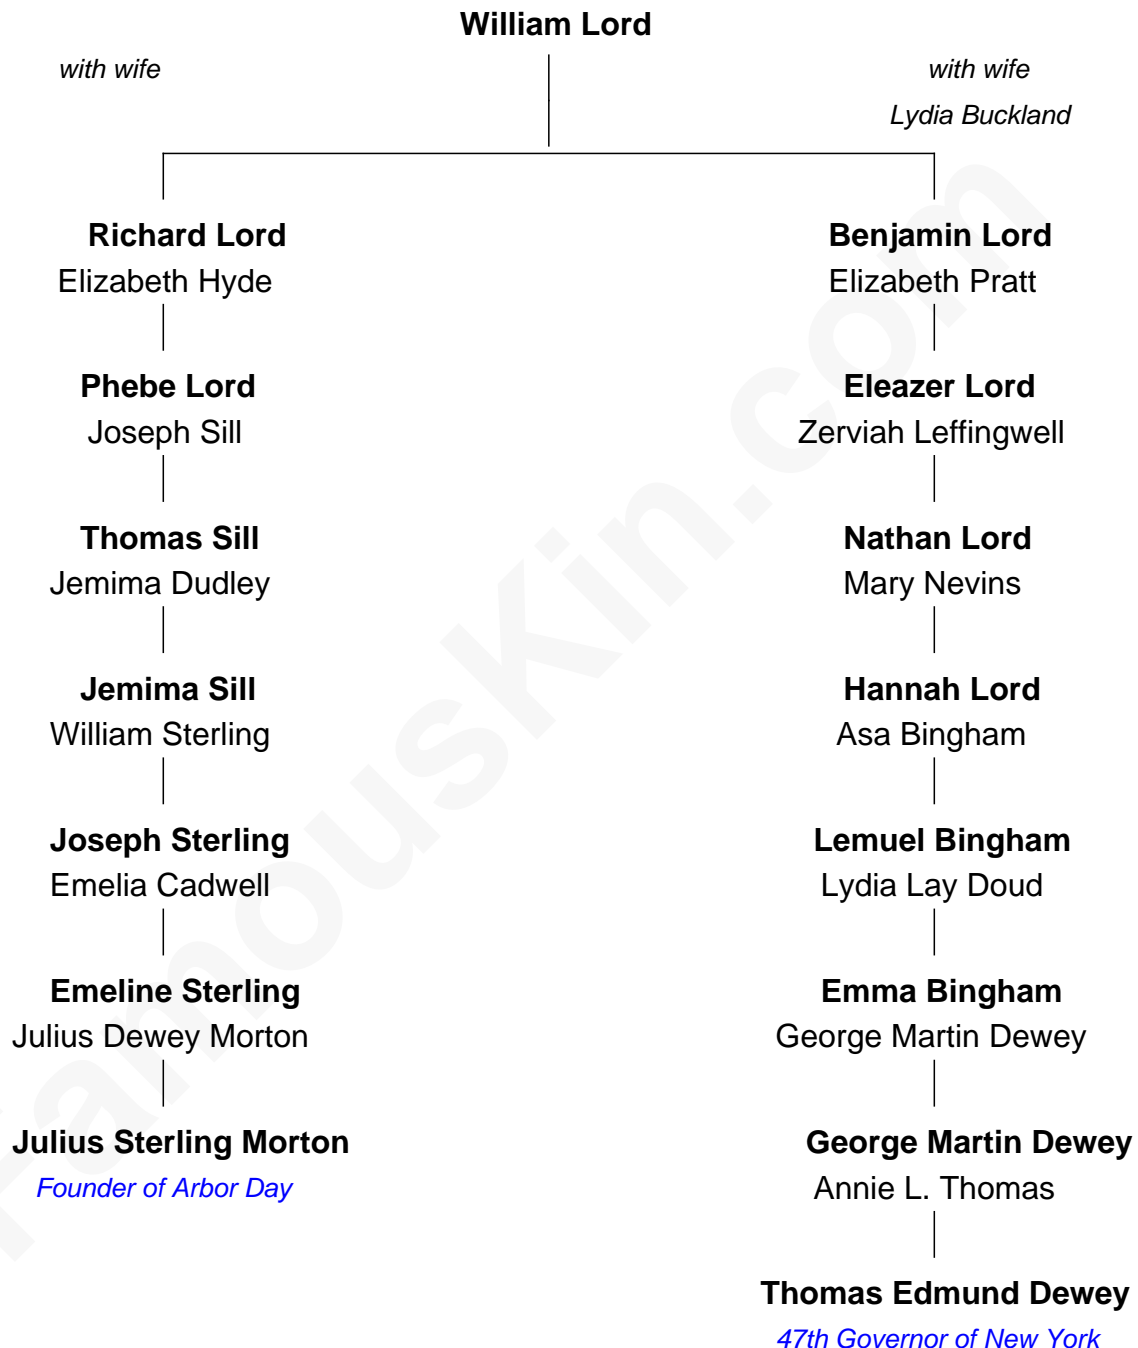 William Lord
with wife
with wife
Lydia Buckland
Richard Lord
Elizabeth Hyde
Benjamin Lord
Elizabeth Pratt
Phebe Lord
Joseph Sill
Eleazer Lord
Zerviah Leffingwell
Thomas Sill
Jemima Dudley
Nathan Lord
Mary Nevins
Jemima Sill
William Sterling
Hannah Lord
Asa Bingham
Joseph Sterling
Emelia Cadwell
Lemuel Bingham
Lydia Lay Doud
Emeline Sterling
Julius Dewey Morton
Emma Bingham
George Martin Dewey
Julius Sterling Morton
Founder of Arbor Day
George Martin Dewey
Annie L. Thomas
Thomas Edmund Dewey
47th Governor of New York
FamousKin.com